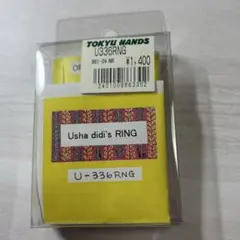 TOKYU HANDS
U336RNG
¥1,400
Usha didi's RING
U-336RNG